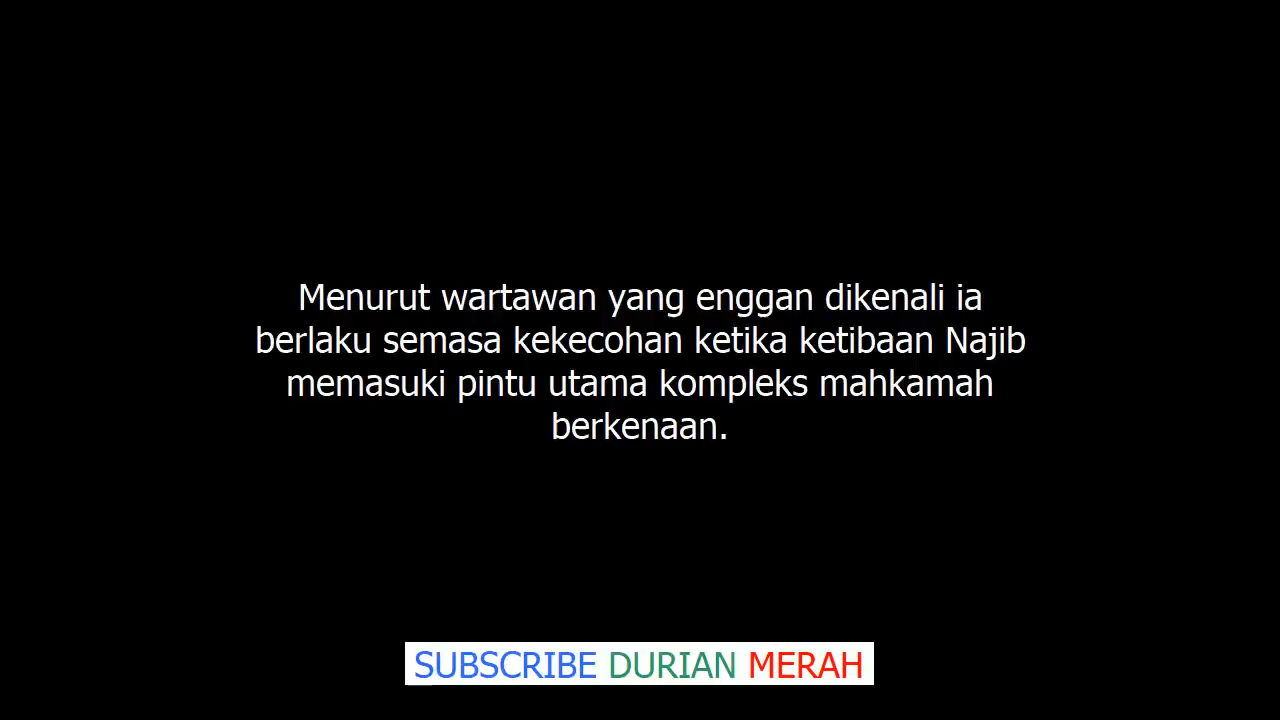 Menurut wartawan yang enggan dikenali ia
berlaku semasa kekecohan ketika ketibaan Najib
memasuki pintu utama kompleks mahkamah
berkenaan.
SUBSCRIBE DURIAN MERAH